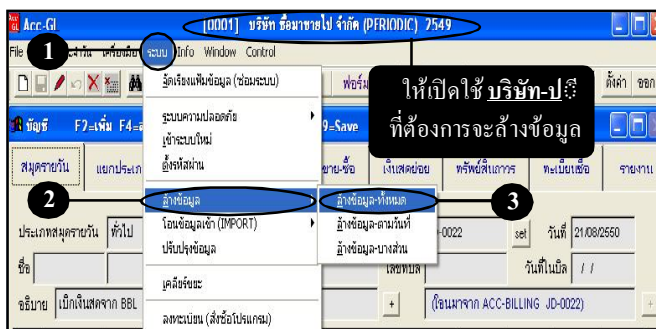 Acc-GL [0001] บริษัท ซื้อมาขายไป จำกัด (PERIODIC) 2549
File ระบบ Info Window Control
1
ให้เปิดใช้ บริษัท-ปี
ที่ต้องการจะล้างข้อมูล
จัดเรียงแฟ้มข้อมูล (ซ่อมระบบ)
ระบบความปลอดภัย
เข้าระบบใหม่
ตั้งรหัสผ่าน
ล้างข้อมูล
โอนข้อมูลเข้า (IMPORT)
ปรับปรุงข้อมูล
เคลียร์ขยะ
ลงทะเบียน (สั่งซื้อโปรแกรม)
2
ล้างข้อมูล-ทั้งหมด
ล้างข้อมูล-ตามวันที่
ล้างข้อมูล-บางส่วน
3
ตั้งค่า ออก
บัญชี F2=เพิ่ม 9=Save
สมุดรายวัน ขาย-ซื้อ เงินสดย่อย ทรัพย์สินถาวร ทะเบียนเช็ค รายงาน
ประเภทสมุดรายวัน ทั่วไป -0022 set วันที่ 21/08/2550
ชื่อ เลขที่บิล วันที่ในบิล / /
อธิบาย เบิกเงินสดจาก BBL + (โอนมาจาก ACC-BILLING JD-0022) +